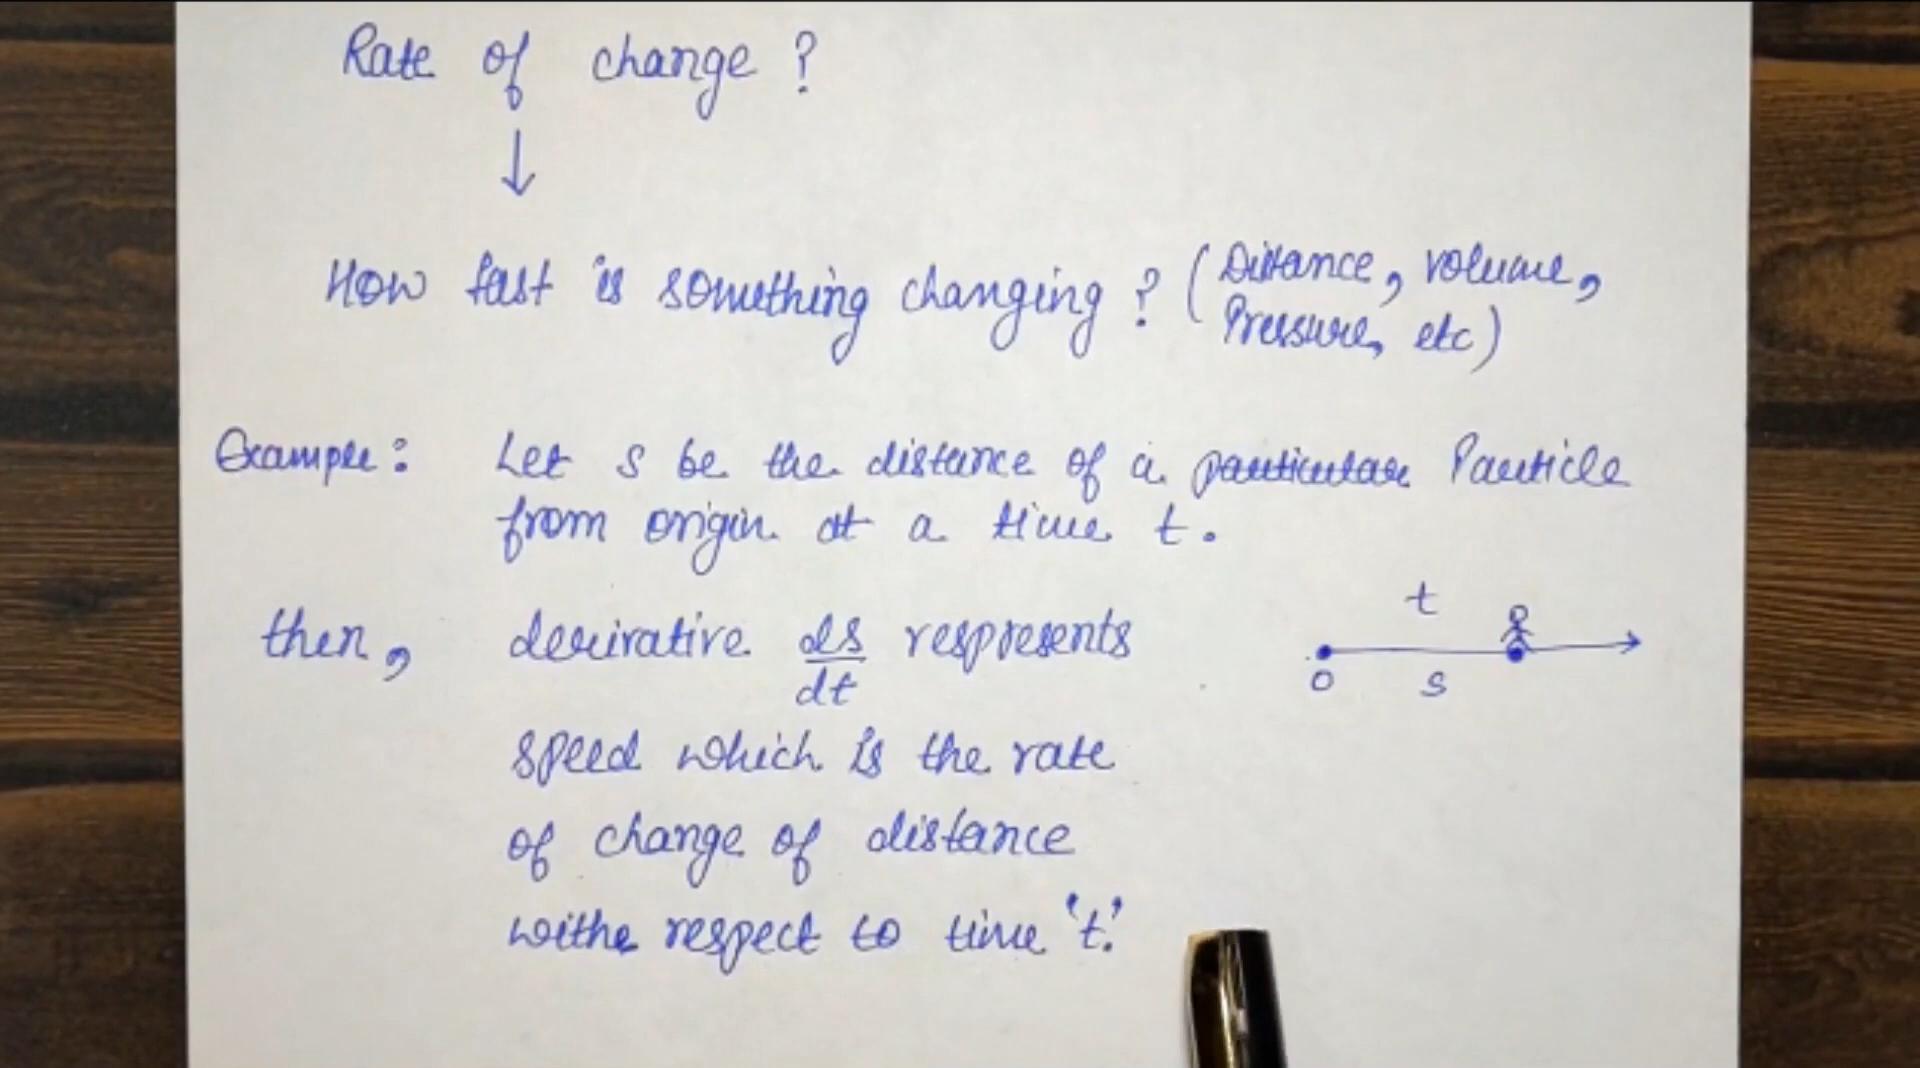 Rate of change ?
↓
How fast is something changing ? (Distance, volume,
Pressure, etc)
Example: Let s be the distance of a particular Particle
from origin at a time t.
then, derivative ds/dt respresents
speed which is the rate
of change of distance
withe respect to time 't'.
t
O s